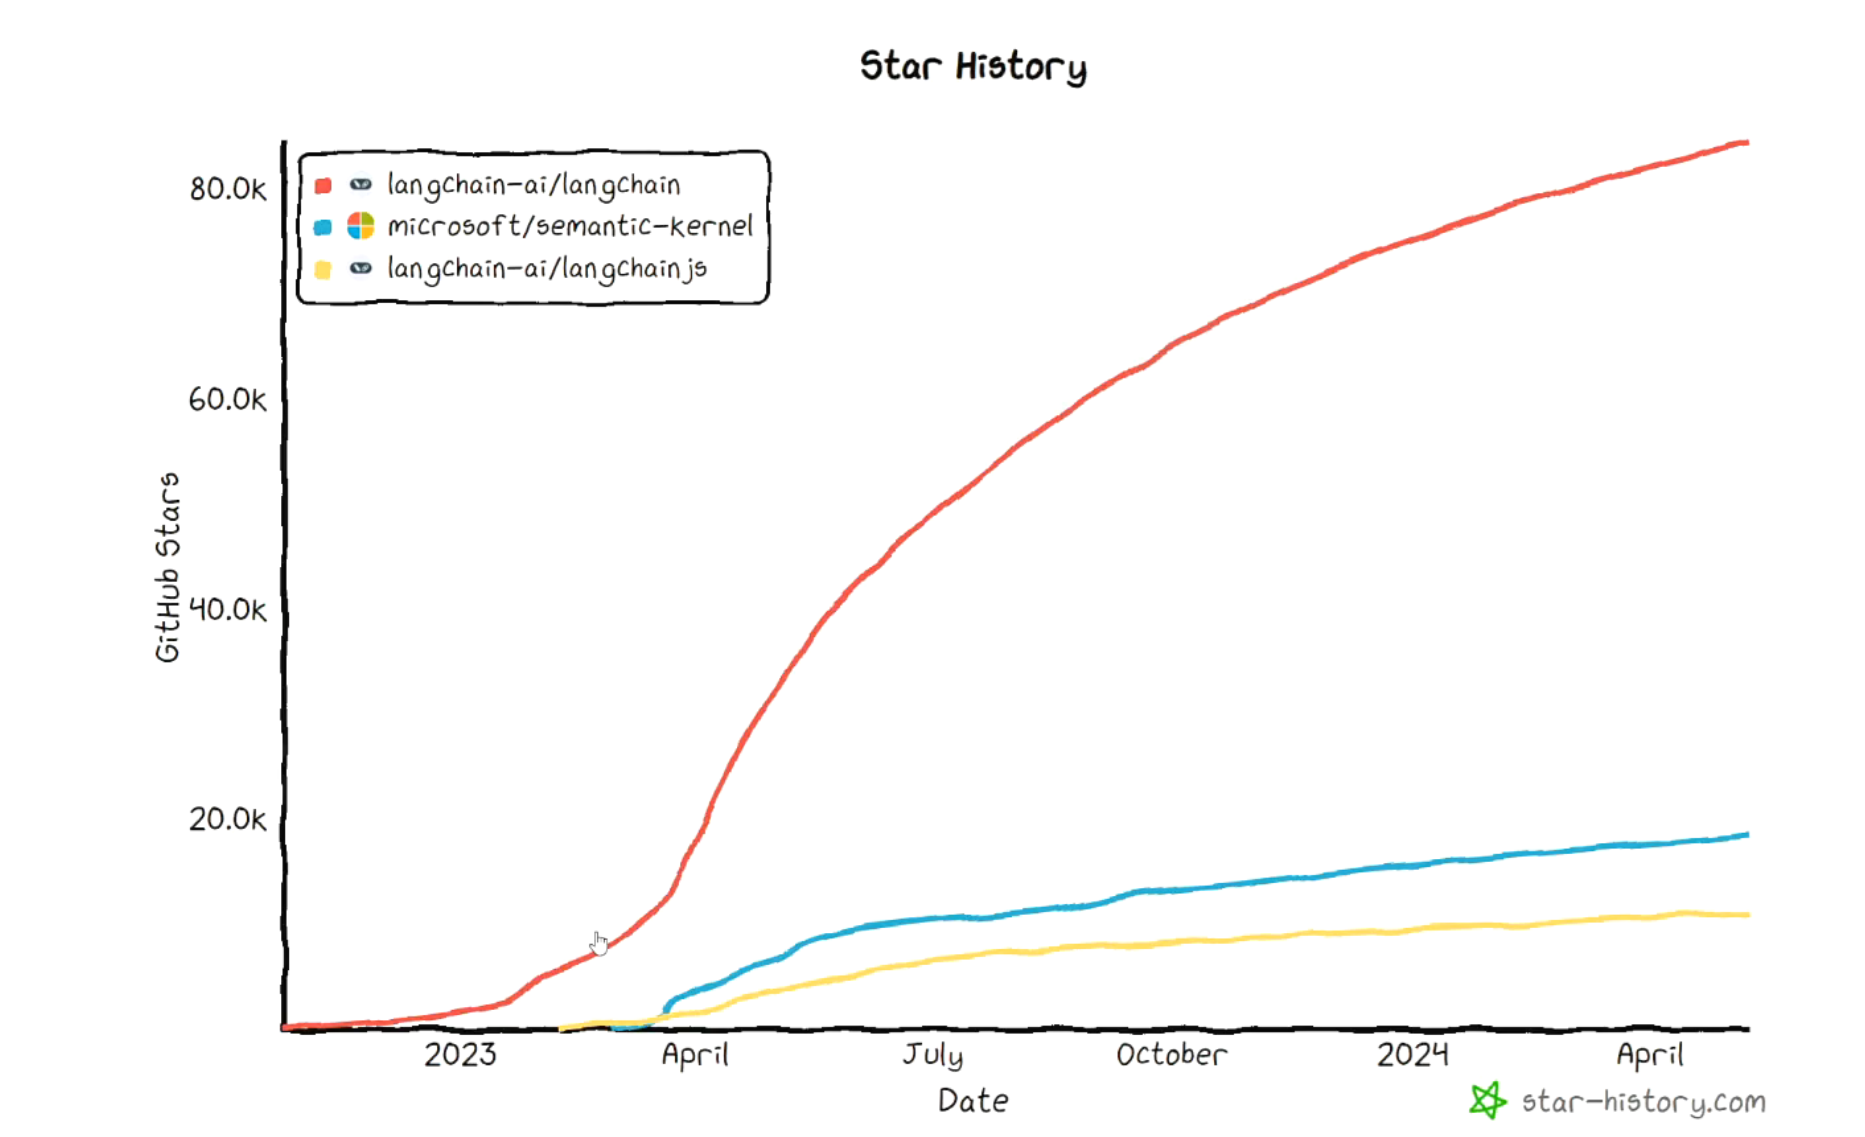 Star History
langchain-ai/langchain
microsoft/semantic-kernel
langchain-ai/langchainjs
80.0k
60.0k
40.0k
20.0k
GitHub Stars
2023 April July October 2024 April
Date
star-history.com